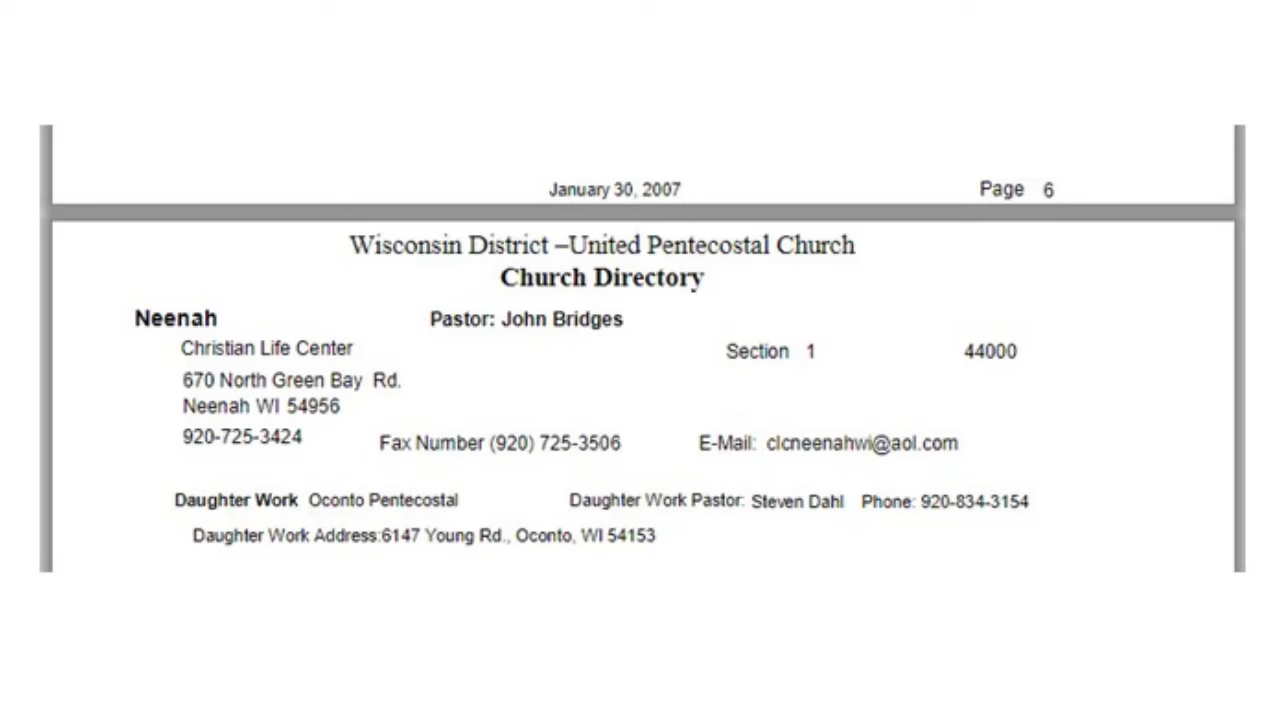 January 30, 2007 Page 6
Wisconsin District –United Pentecostal Church
Church Directory
Neenah Pastor: John Bridges
Christian Life Center Section 1 44000
670 North Green Bay Rd.
Neenah WI 54956
920-725-3424 Fax Number (920) 725-3506 E-Mail: clcneenahwi@aol.com
Daughter Work Oconto Pentecostal Daughter Work Pastor: Steven Dahl Phone: 920-834-3154
Daughter Work Address:6147 Young Rd., Oconto, WI 54153